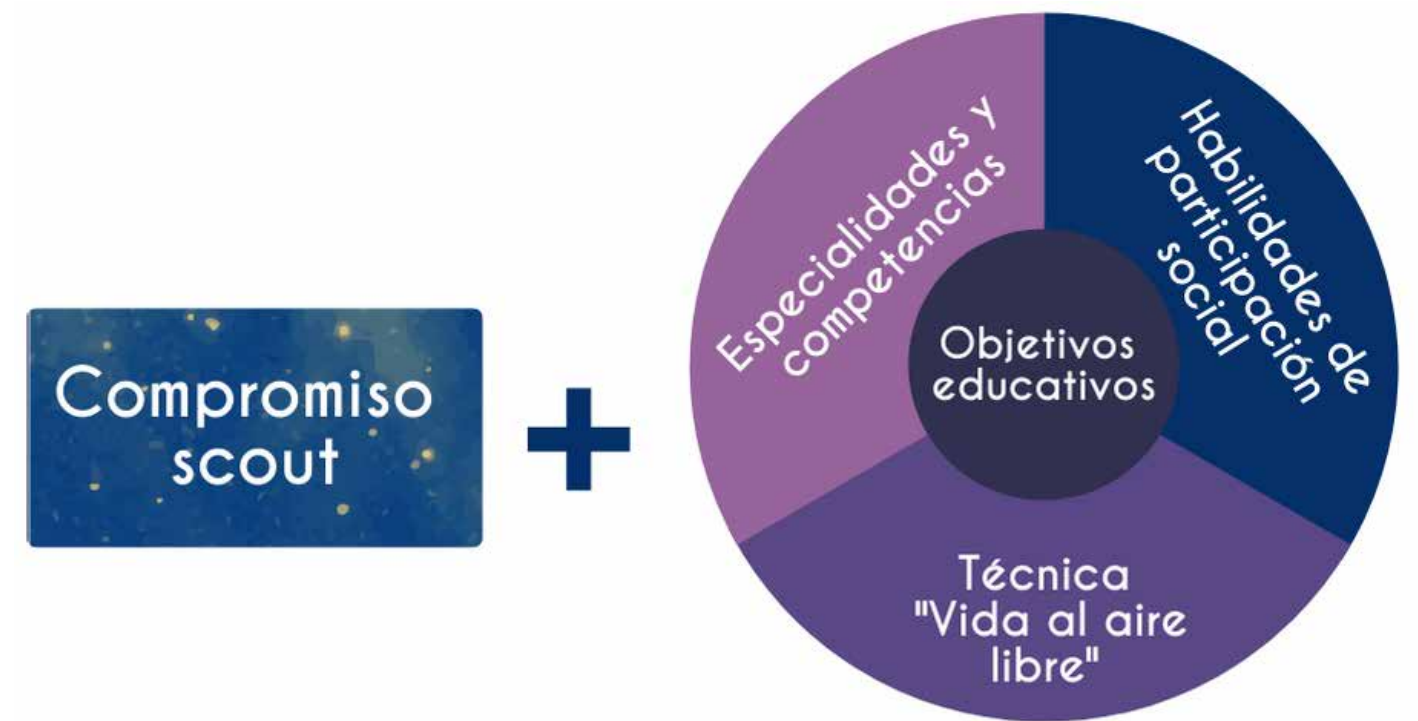 Compromiso
scout
+
Especialidades y
competencias
Habilidades de
participación
social
Objetivos
educativos
Técnica
"Vida al aire
libre"